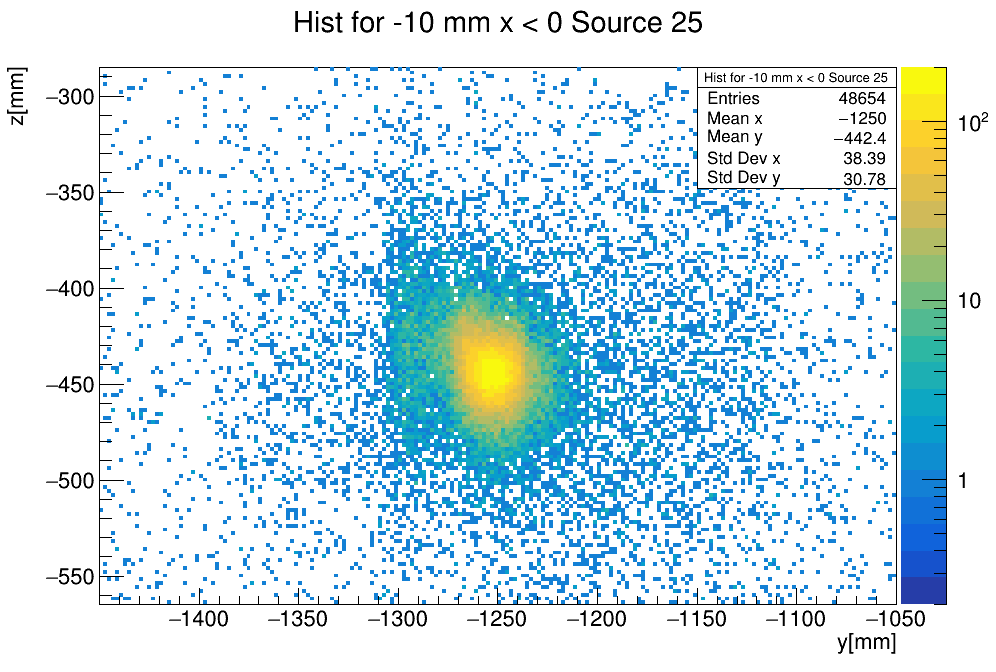 Hist for -10 mm x < 0 Source 25
z[mm]
Hist for -10 mm x < 0 Source 25
Entries 48654
Mean x −1250
Mean y −442.4
Std Dev x 38.39
Std Dev y 30.78
−300
−350
−400
−450
−500
−550
10²
10
1
−1400 −1350 −1300 −1250 −1200 −1150 −1100 −1050
y[mm]